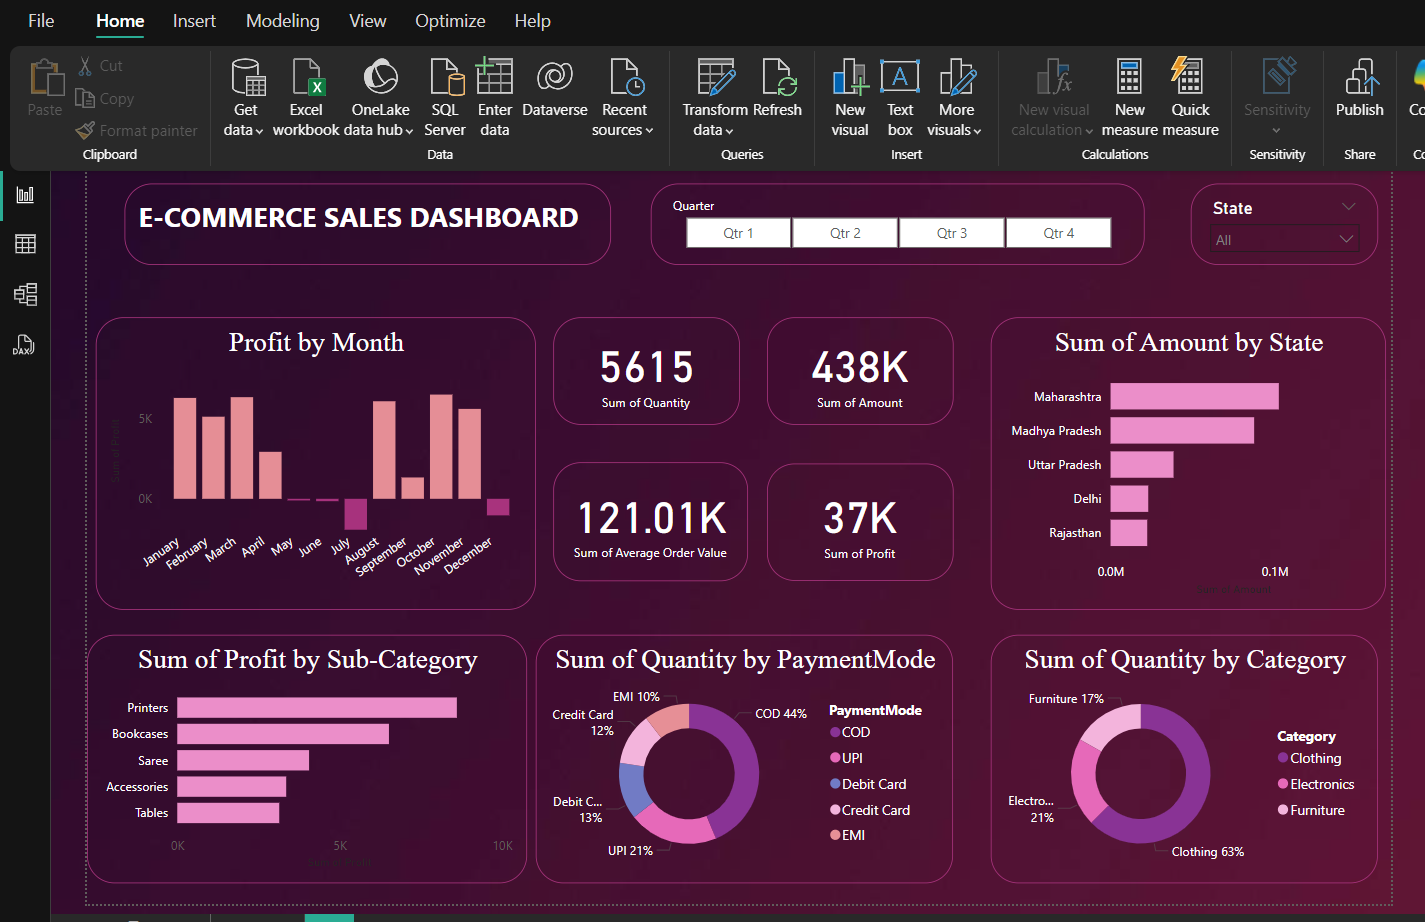 File Home Insert Modeling View Optimize Help
Paste
Cut
Copy
Format painter
Clipboard
Get
data
Excel
workbook
OneLake
data hub
SQL
Server
Enter
data
Dataverse
Recent
sources
Data
Transform
data
Refresh
Queries
New
visual
Text
box
More
visuals
Insert
New visual
calculation
New
measure
Quick
measure
Calculations
Sensitivity
Sensitivity
Publish
Share
DAX
E-COMMERCE SALES DASHBOARD
Quarter
Qtr 1 Qtr 2 Qtr 3 Qtr 4
State
All
Profit by Month
Sum of Profit
5K
0K
January
February
March
April
May
June
July
August
September
October
November
December
5615
Sum of Quantity
438K
Sum of Amount
121.01K
Sum of Average Order Value
37K
Sum of Profit
Sum of Amount by State
Maharashtra
Madhya Pradesh
Uttar Pradesh
Delhi
Rajasthan
0.0M 0.1M
Sum of Amount
Sum of Profit by Sub-Category
Printers
Bookcases
Saree
Accessories
Tables
0K 5K 10K
Sum of Quantity by PaymentMode
EMI 10%
Credit Card
12%
Debit C...
13%
UPI 21%
COD 44%
PaymentMode
COD
UPI
Debit Card
Credit Card
EMI
Sum of Quantity by Category
Furniture 17%
Electro...
21%
Clothing 63%
Category
Clothing
Electronics
Furniture